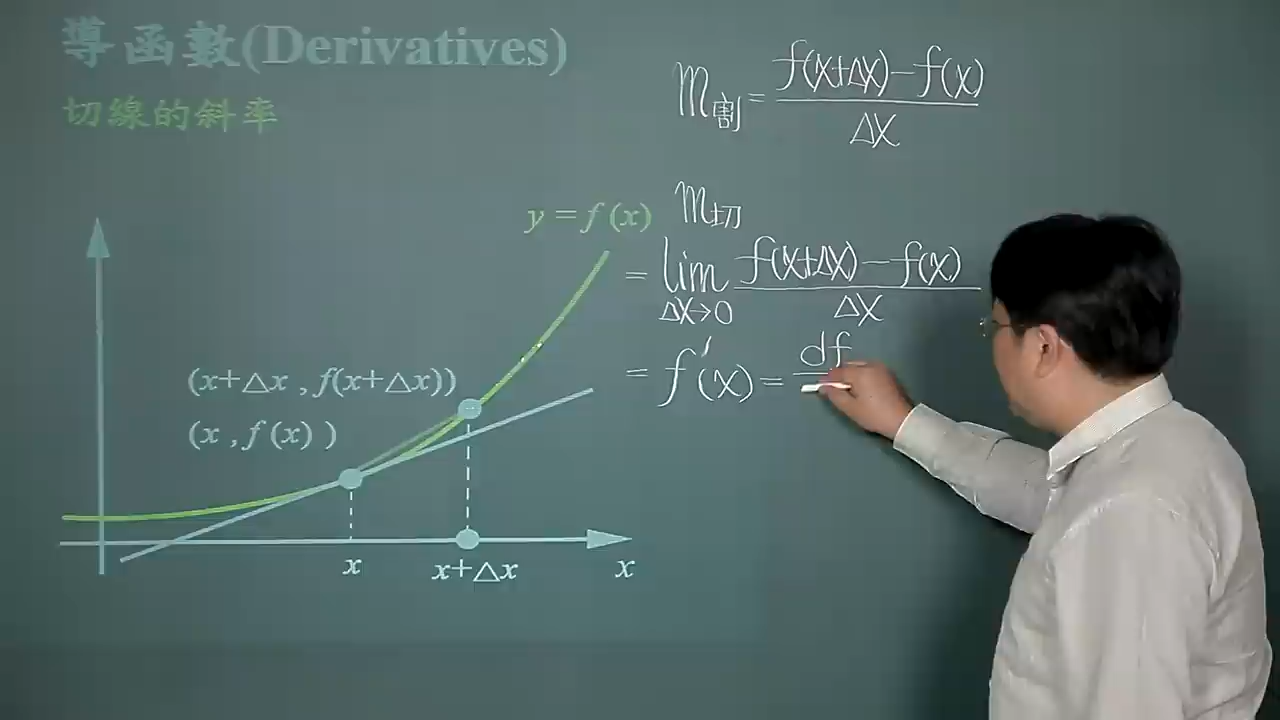 導函數(Derivatives)
切線的斜率
y = f (x)
(x+△x , f(x+△x))
(x , f (x) )
x
x+△x
x
m割 = f(x+Δx) − f(x) / Δx
m切
= lim Δx→0 f(x+Δx) − f(x) / Δx
= f'(x) = df